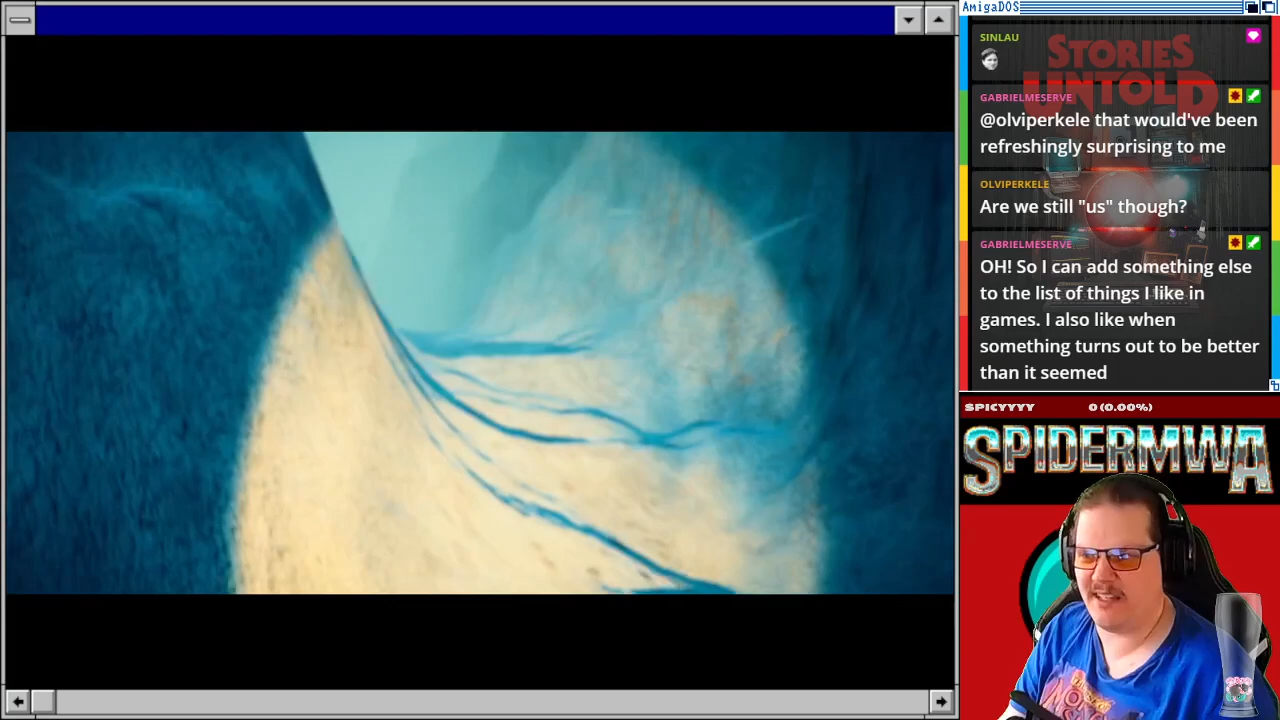 AmigaDOS
SINLAU
STORIES
UNTOLD
GABRIELMESERVE
@olviperkele that would've been
refreshingly surprising to me
OLVIPERKELE
Are we still "us" though?
GABRIELMESERVE
OH! So I can add something else
to the list of things I like in
games. I also like when
something turns out to be better
than it seemed
SPICYYYY 0 (0.00%)
SPIDERMWA